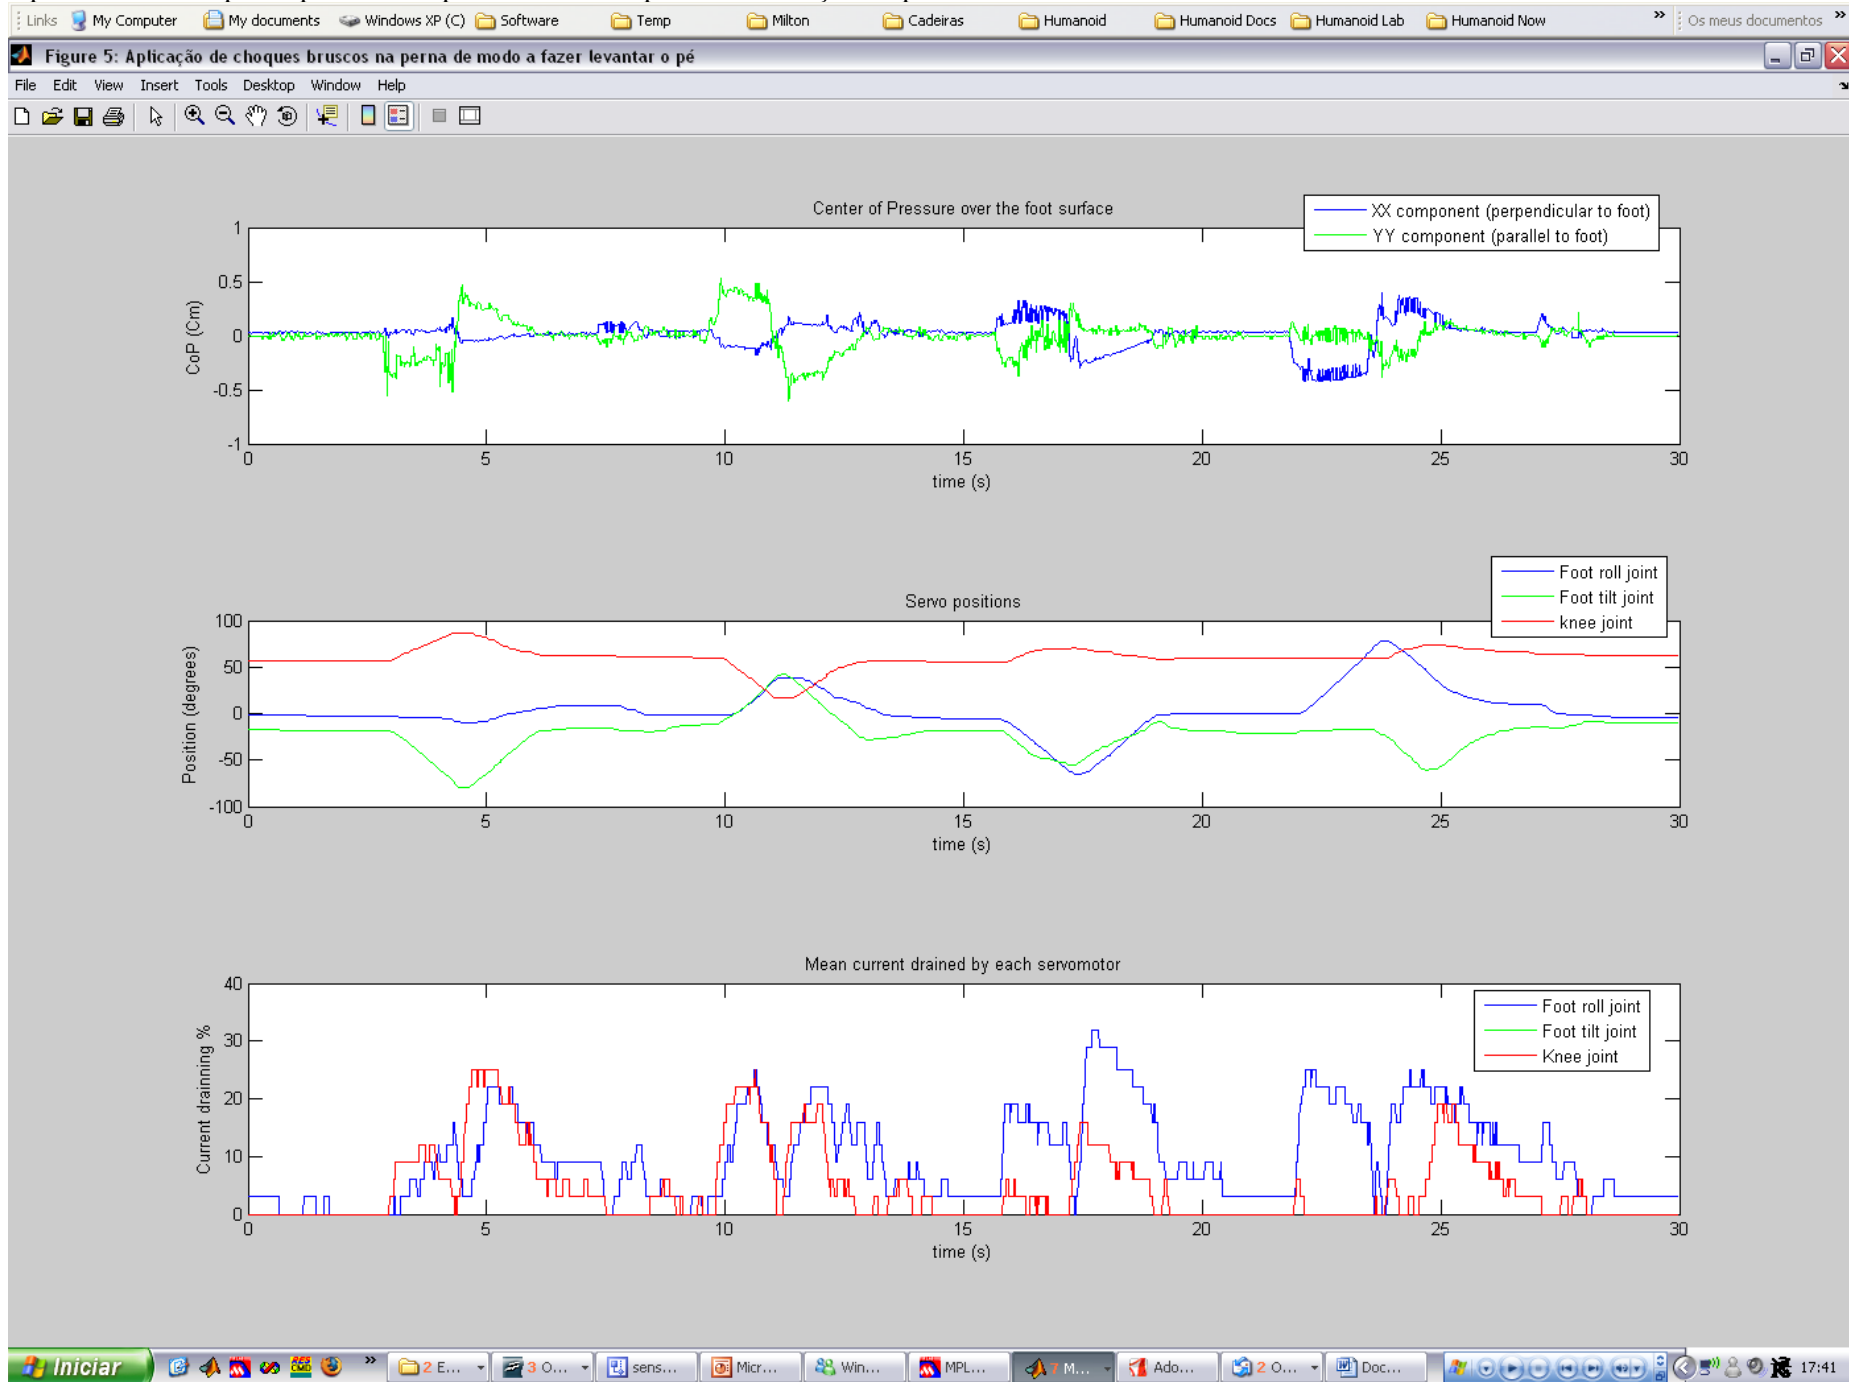 Links My Computer My documents Windows XP (C) Software Temp Milton Cadeiras Humanoid Humanoid Docs Humanoid Lab Humanoid Now » Os meus documentos »
Figure 5: Aplicação de choques bruscos na perna de modo a fazer levantar o pé
File Edit View Insert Tools Desktop Window Help
Center of Pressure over the foot surface
XX component (perpendicular to foot)
YY component (parallel to foot)
1
0.5
0
-0.5
-1
CoP (Cm)
0 5 10 15 20 25 30
time (s)
Servo positions
Foot roll joint
Foot tilt joint
knee joint
100
50
0
-50
-100
Position (degrees)
0 5 10 15 20 25 30
time (s)
Mean current drained by each servomotor
Foot roll joint
Foot tilt joint
Knee joint
40
30
20
10
0
Current drainning %
0 5 10 15 20 25 30
time (s)
Iniciar » 2 E... 3 O... sens... Micr... Win... MPL... 7 M... Ado... 2 O... Doc... 17:41